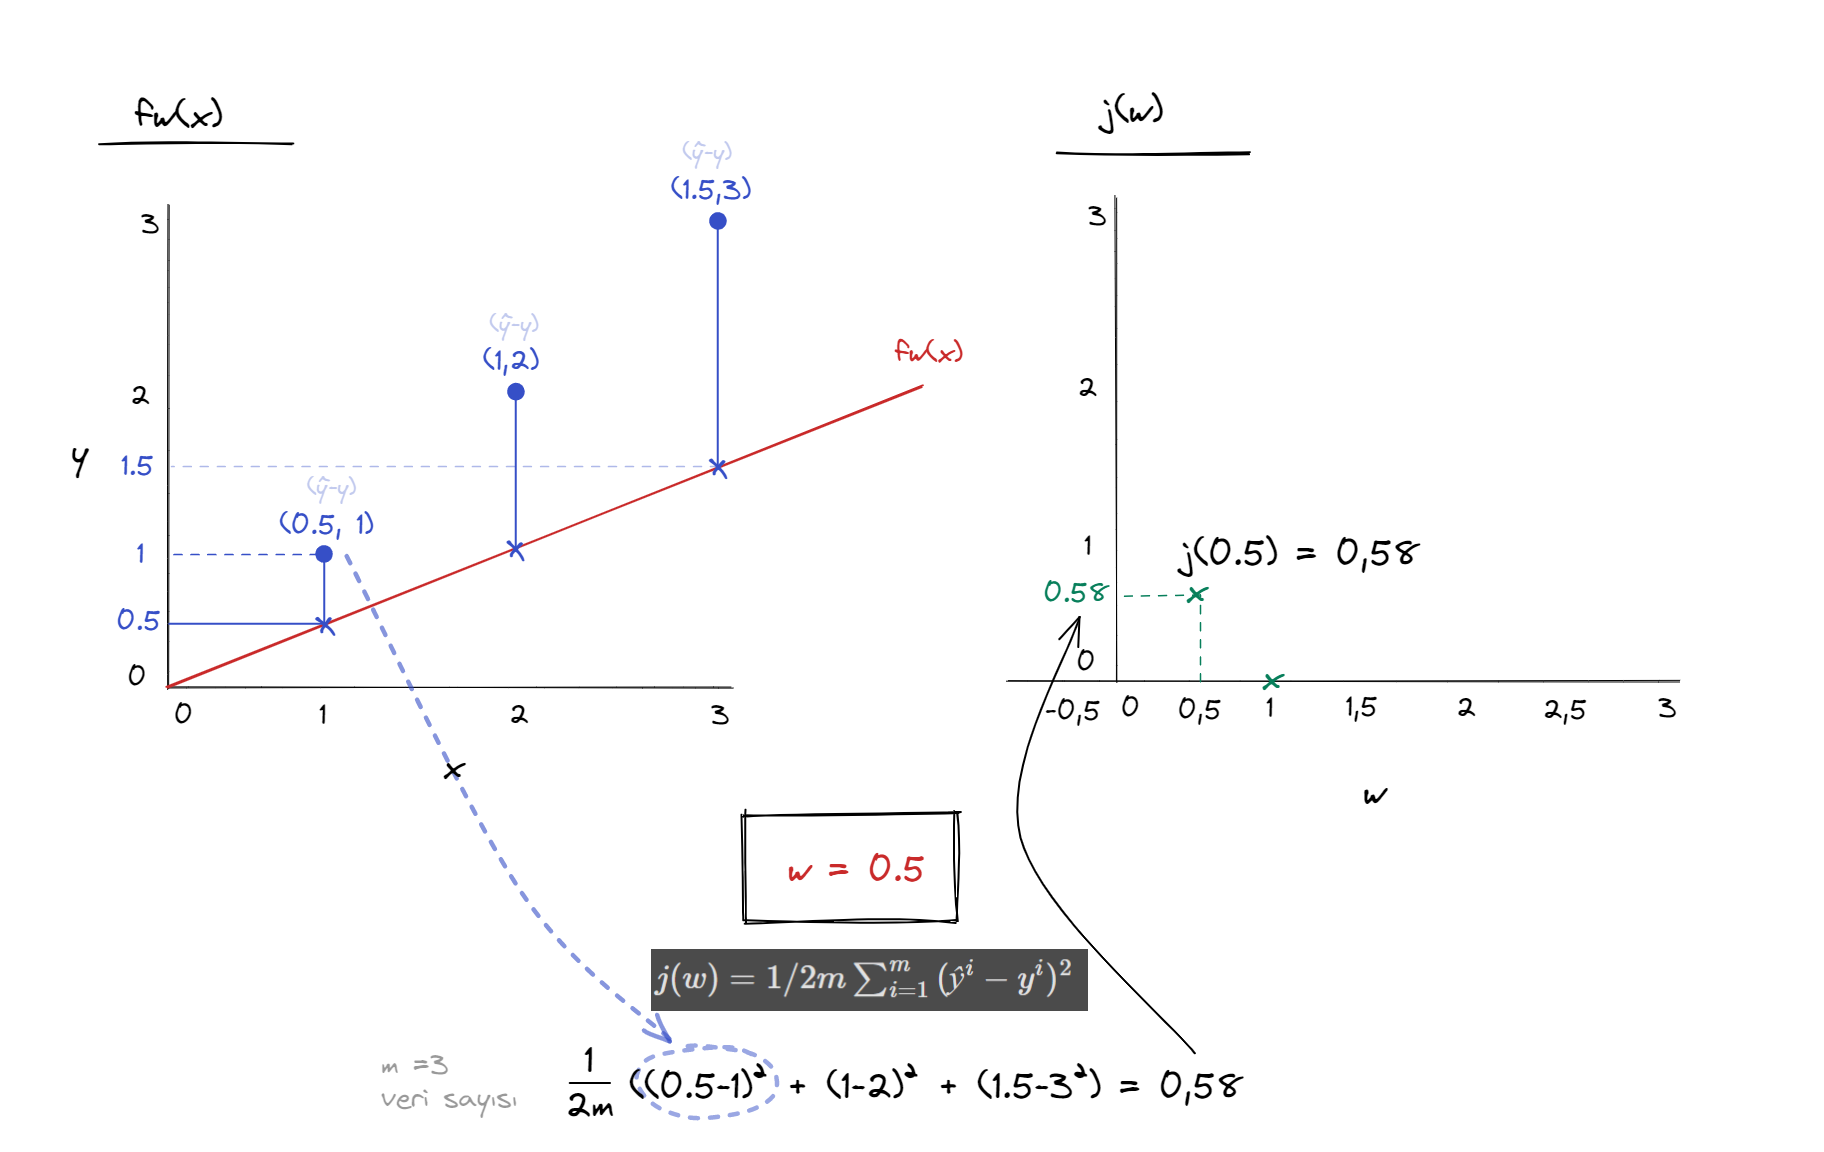 fw(x)
3
2
y
1.5
1
0.5
0
0 1 2 3
(ŷ-y)
(0.5, 1)
(ŷ-y)
(1,2)
(ŷ-y)
(1.5,3)
fw(x)
j(w)
3
2
1
0.58
0
j(0.5) = 0,58
-0,5 0 0,5 1 1,5 2 2,5 3
w
w = 0.5
j(w) = 1/2m ∑ᵐᵢ₌₁ (ŷⁱ − yⁱ)²
m =3
veri sayısı
1/2m ((0.5-1)² + (1-2)² + (1.5-3²) = 0,58